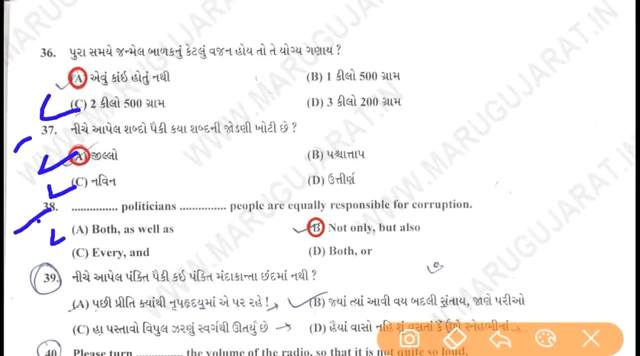 36. પુરા સમયે જન્મેલ બાળકનું કેટલું વજન હોય તો તે યોગ્ય ગણાય ?
(A) એવું કાંઇ હોતું નથી (B) 1 કીલો 500 ગ્રામ
(C) 2 કીલો 500 ગ્રામ (D) 3 કીલો 200 ગ્રામ
37. નીચે આપેલ શબ્દો પૈકી કયા શબ્દની જોડણી ખોટી છે ?
(A) જીલ્લો (B) પશ્ચાત્તાપ
(C) નવિન (D) ઉત્તીર્ણ
38. .............. politicians .............. people are equally responsible for corruption.
(A) Both, as well as (B) Not only, but also
(C) Every, and (D) Both, or
39. નીચે આપેલ પંક્તિ પૈકી કઈ પંક્તિ મંદાકાન્તા છંદમાં નથી ?
(A) પછી પ્રીતિ ક્યાંથી નૃપહૃદયમાં એ પર રહે! (B) જ્યાં ત્યાં આવી વય બદલી સંતાય, જાણે પરીઓ
(C) હા પસ્તાવો વિપુલ ઝરણું સ્વર્ગથી ઊતર્યું છે (D) હૈયાં વાસો નહિ શું વસતાં કે
40. Please turn .............. the volume of the radio, so that it is not quite so loud.
WWW.MARUGUJARAT.IN